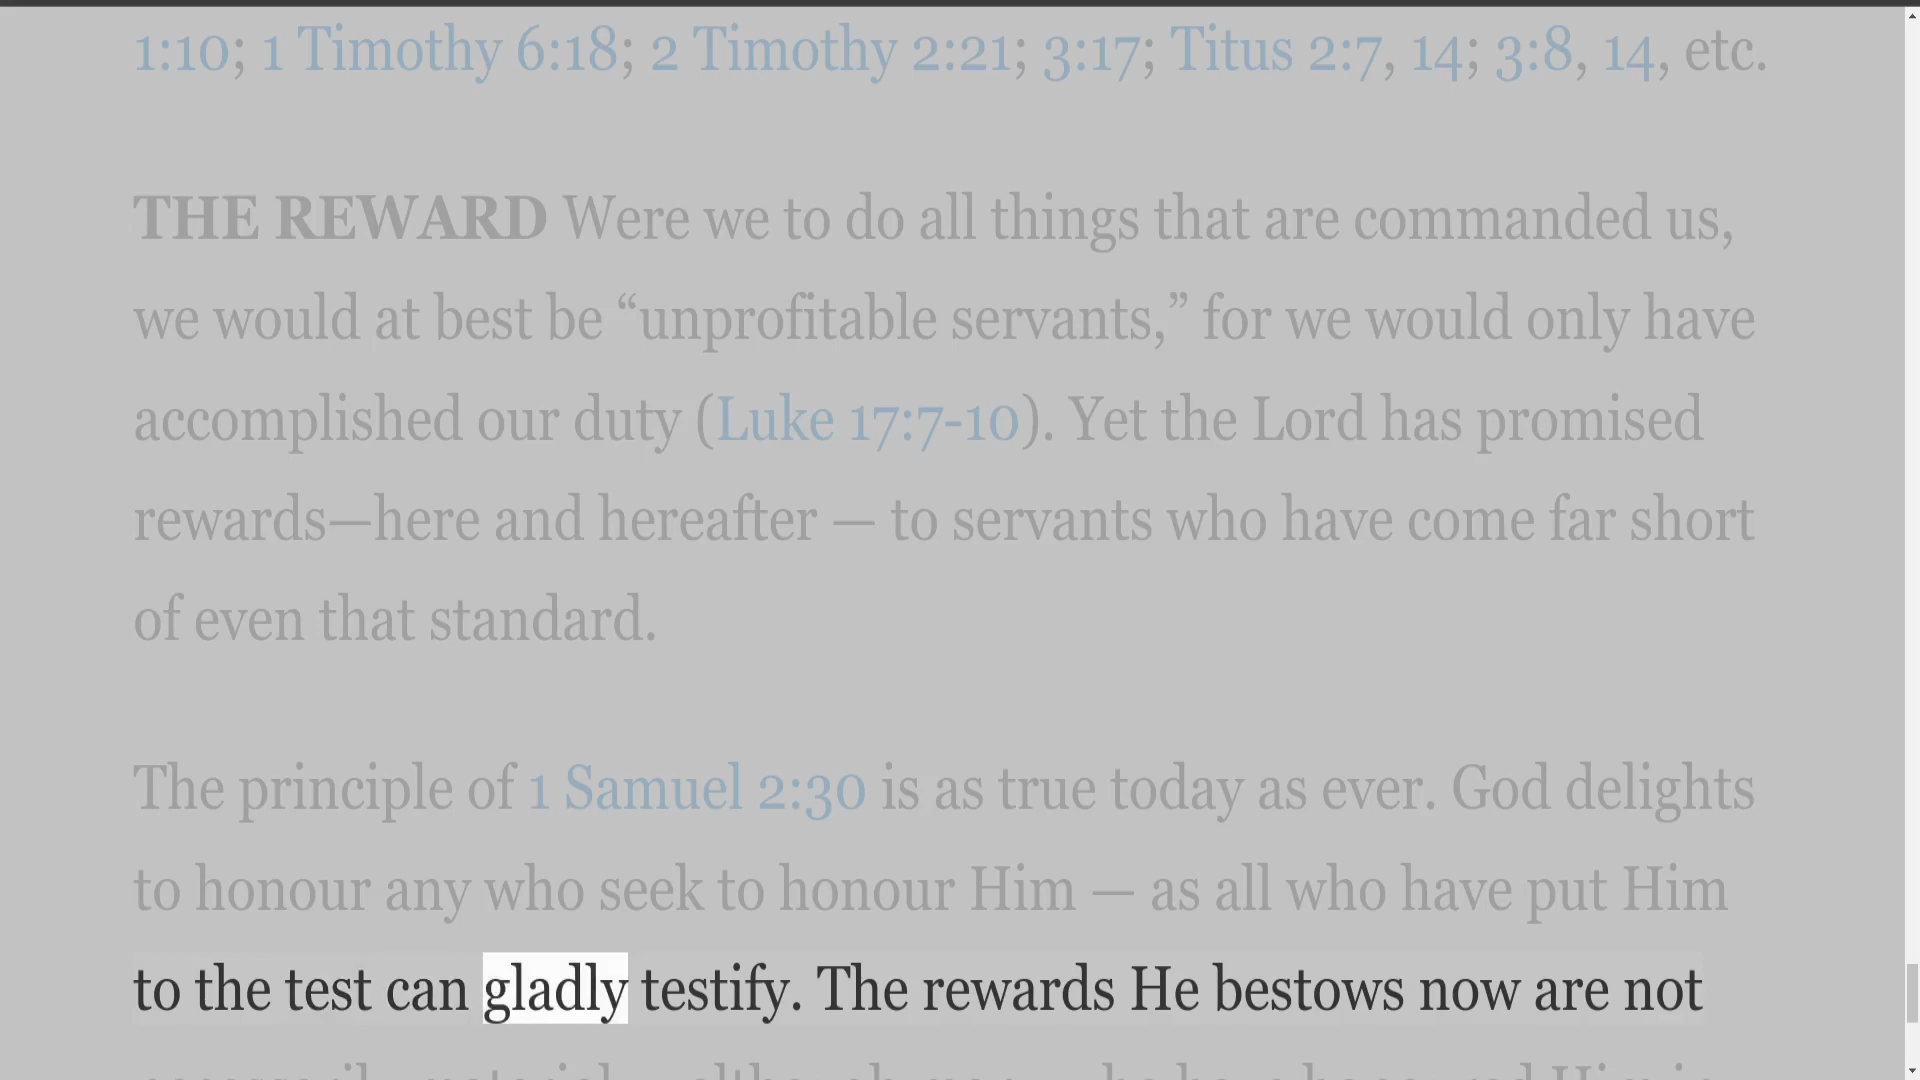 1:10; 1 Timothy 6:18; 2 Timothy 2:21; 3:17; Titus 2:7, 14; 3:8, 14, etc.
THE REWARD Were we to do all things that are commanded us,
we would at best be “unprofitable servants,” for we would only have
accomplished our duty (Luke 17:7-10). Yet the Lord has promised
rewards—here and hereafter — to servants who have come far short
of even that standard.
The principle of 1 Samuel 2:30 is as true today as ever. God delights
to honour any who seek to honour Him — as all who have put Him
to the test can gladly testify. The rewards He bestows now are not